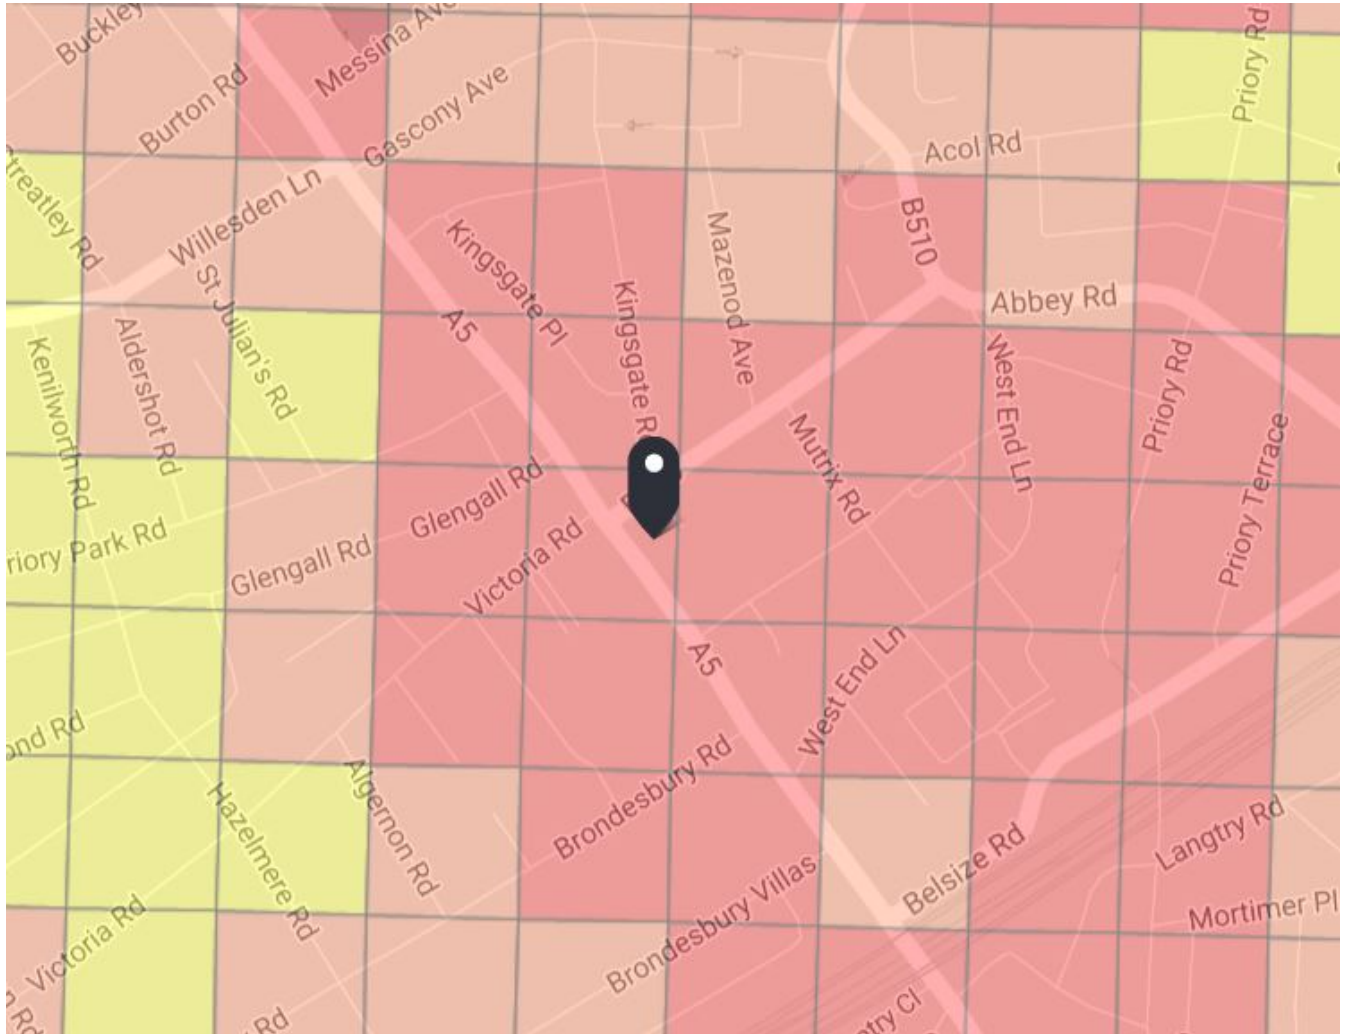 Buckley
Messina Ave
Priory Rd
Burton Rd
Gascony Ave
Acol Rd
Streatley Rd
Willesden Ln
St Julian's Rd
Kingsgate Pl
Mazenod Ave
B510
Abbey Rd
A5
Kingsgate R
Kenilworth Rd
Aldershot Rd
West End Ln
Priory Rd
Mutrix Rd
Priory Terrace
Glengall Rd
riory Park Rd
Glengall Rd
Victoria Rd
A5
West End Ln
ond Rd
Brondesbury Rd
Algernon Rd
Hazelmere Rd
Langtry Rd
Belsize Rd
Brondesbury Villas
Mortimer Pl
Victoria Rd
Rd
Rd
ntry Cl